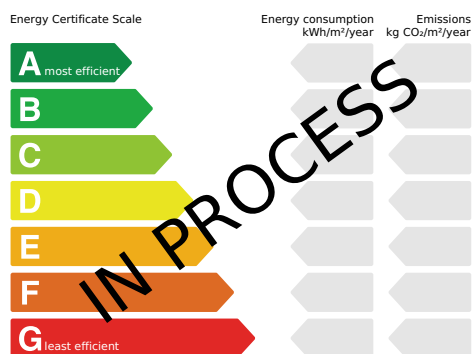 Energy Certificate Scale
Energy consumption
kWh/m²/year
Emissions
kg CO₂/m²/year
A most efficient
B
C
D
E
F
G least efficient
IN PROCESS